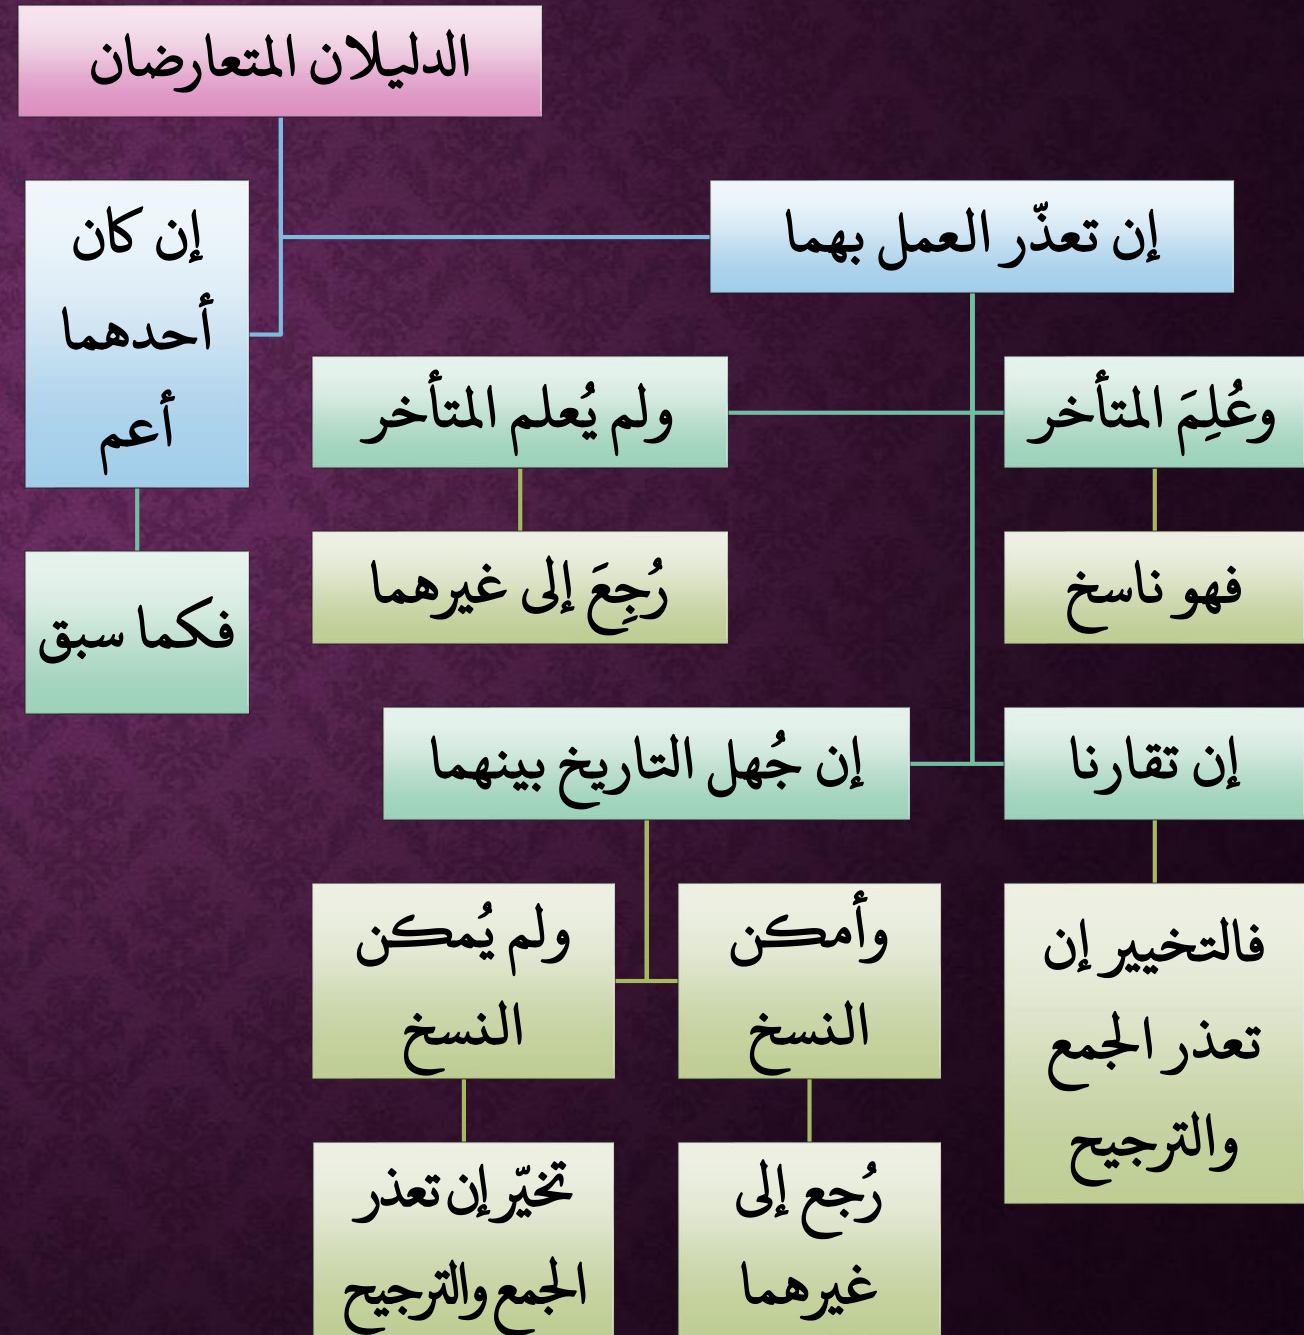 الدليلان المتعارضان
إن تعذّر العمل بهما
وعُلِمَ المتأخر
فهو ناسخ
ولم يُعلم المتأخر
رُجِعَ إلى غيرهما
إن تقارنا
فالتخيير إن
تعذر الجمع
والترجيح
إن جُهل التاريخ بينهما
وأمكن
النسخ
رُجع إلى
غيرهما
ولم يُمكن
النسخ
تخيّر إن تعذر
الجمع والترجيح
إن كان
أحدهما
أعم
فكما سبق